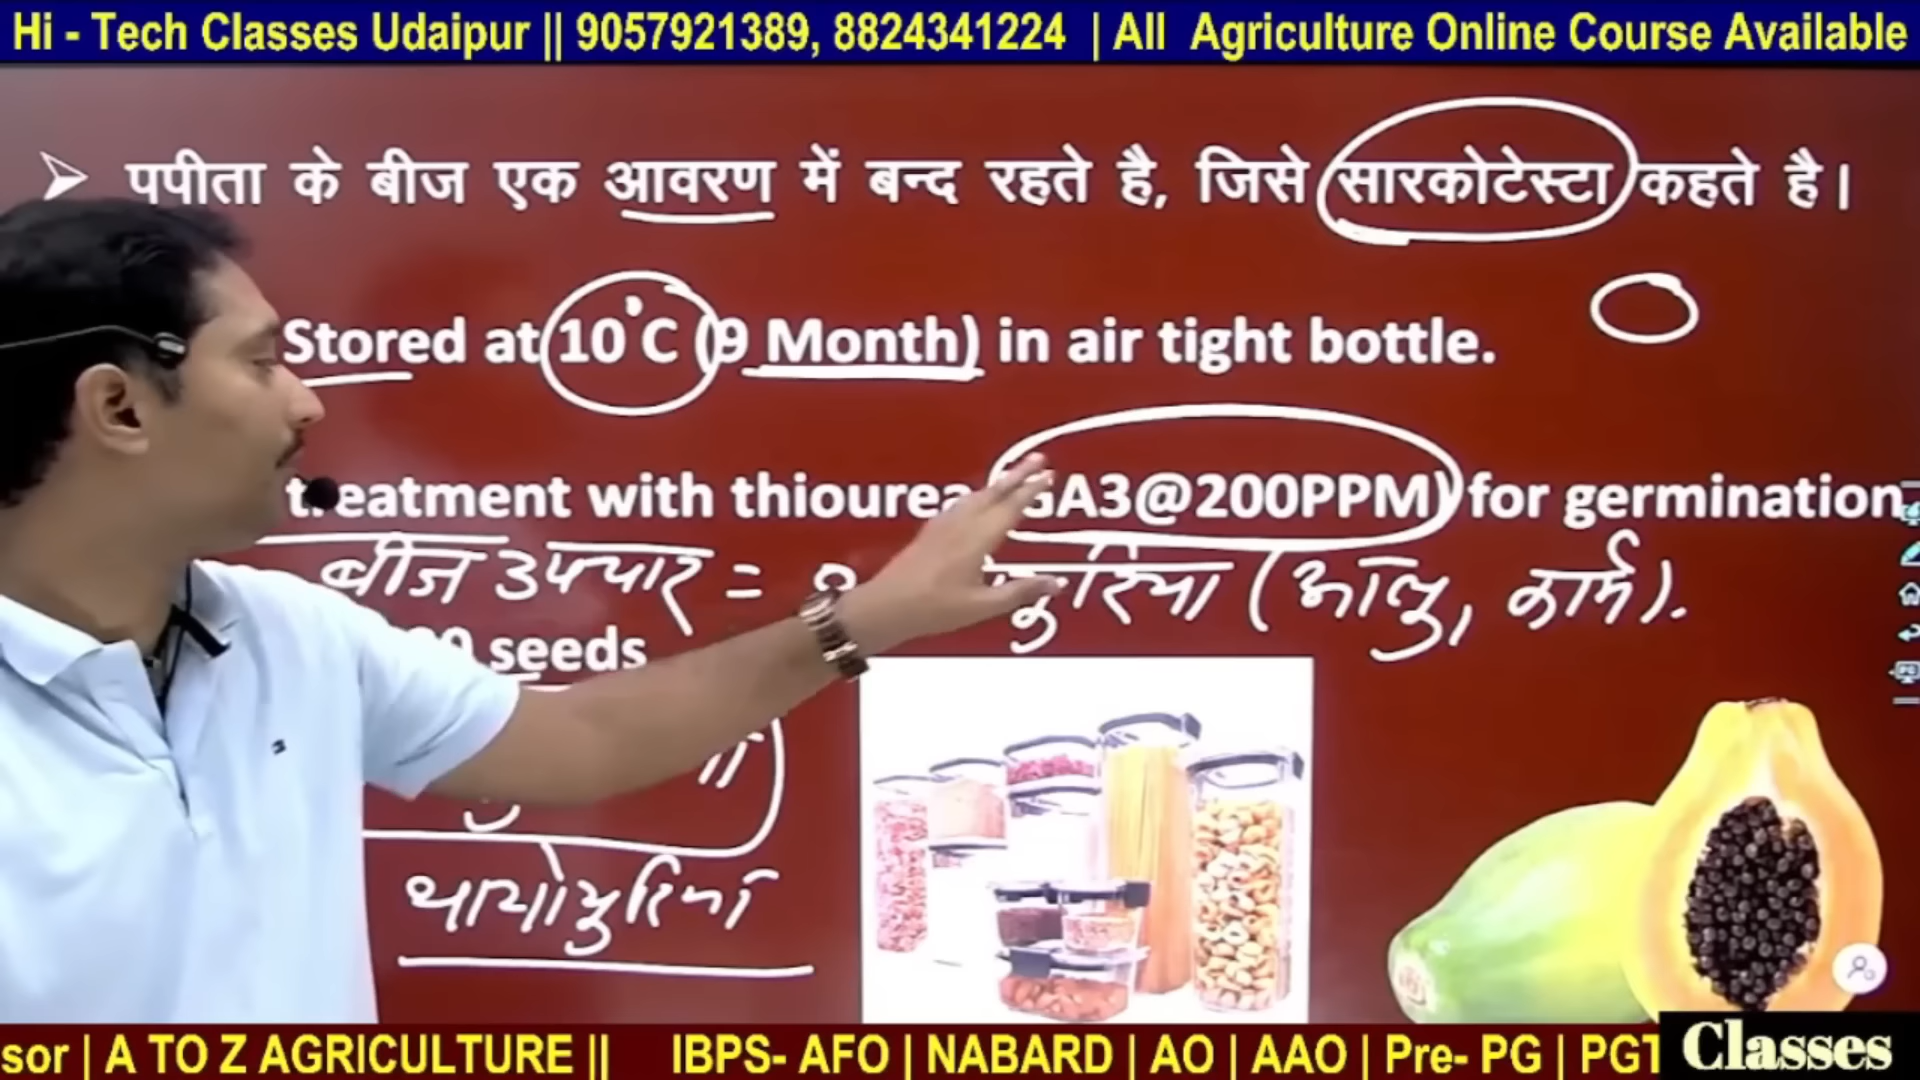 Hi - Tech Classes Udaipur || 9057921389, 8824341224 | All Agriculture Online Course Available
➢ पपीता के बीज एक आवरण में बन्द रहते है, जिसे सारकोटेस्टा कहते है।
Stored at 10°C (9 Month) in air tight bottle.
treatment with thiourea GA3@200PPM) for germination
बीज उपचार = (आलु, कार्म).
seeds
थायोयुरिया
sor | A TO Z AGRICULTURE || IBPS- AFO | NABARD | AO | AAO | Pre- PG | PGT
Classes